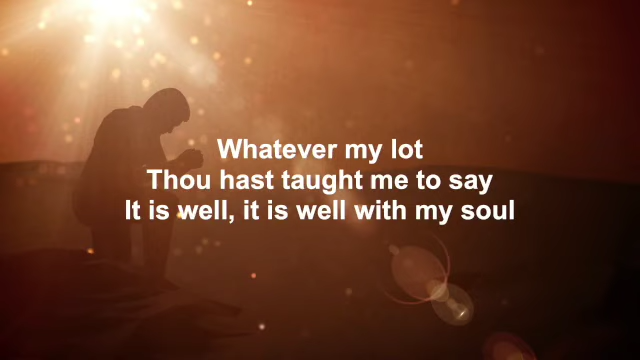 Whatever my lot
Thou hast taught me to say
It is well, it is well with my soul